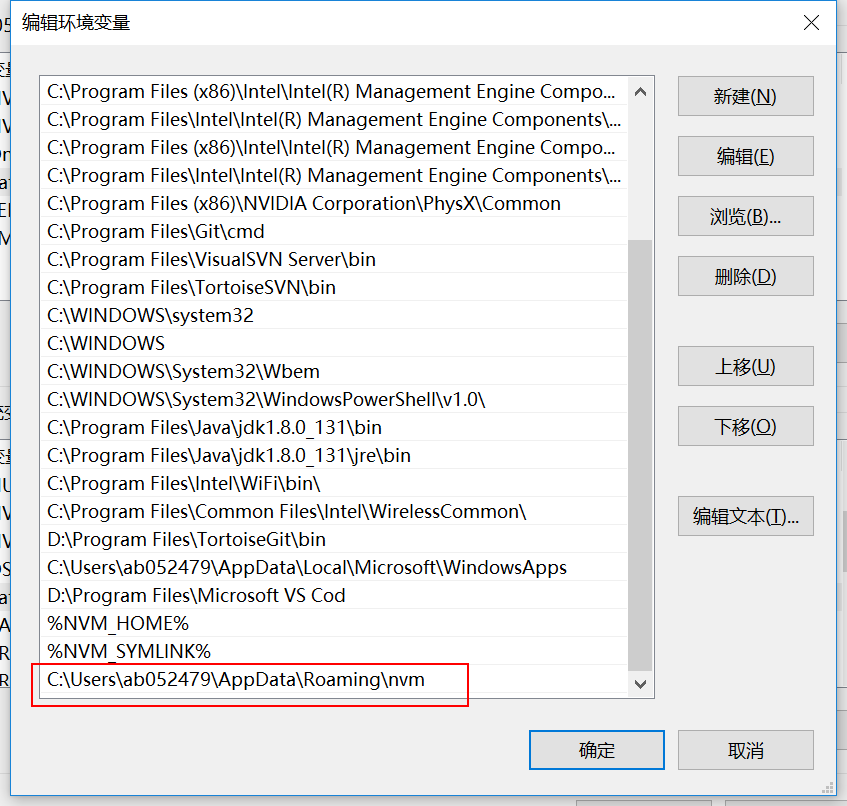 编辑环境变量
C:\Program Files (x86)\Intel\Intel(R) Management Engine Compo...
C:\Program Files\Intel\Intel(R) Management Engine Components\...
C:\Program Files (x86)\Intel\Intel(R) Management Engine Compo...
C:\Program Files\Intel\Intel(R) Management Engine Components\...
C:\Program Files (x86)\NVIDIA Corporation\PhysX\Common
C:\Program Files\Git\cmd
C:\Program Files\VisualSVN Server\bin
C:\Program Files\TortoiseSVN\bin
C:\WINDOWS\system32
C:\WINDOWS
C:\WINDOWS\System32\Wbem
C:\WINDOWS\System32\WindowsPowerShell\v1.0\
C:\Program Files\Java\jdk1.8.0_131\bin
C:\Program Files\Java\jdk1.8.0_131\jre\bin
C:\Program Files\Intel\WiFi\bin\
C:\Program Files\Common Files\Intel\WirelessCommon\
D:\Program Files\TortoiseGit\bin
C:\Users\ab052479\AppData\Local\Microsoft\WindowsApps
D:\Program Files\Microsoft VS Cod
%NVM_HOME%
%NVM_SYMLINK%
C:\Users\ab052479\AppData\Roaming\nvm
新建(N)
编辑(E)
浏览(B)...
删除(D)
上移(U)
下移(O)
编辑文本(T)...
确定
取消